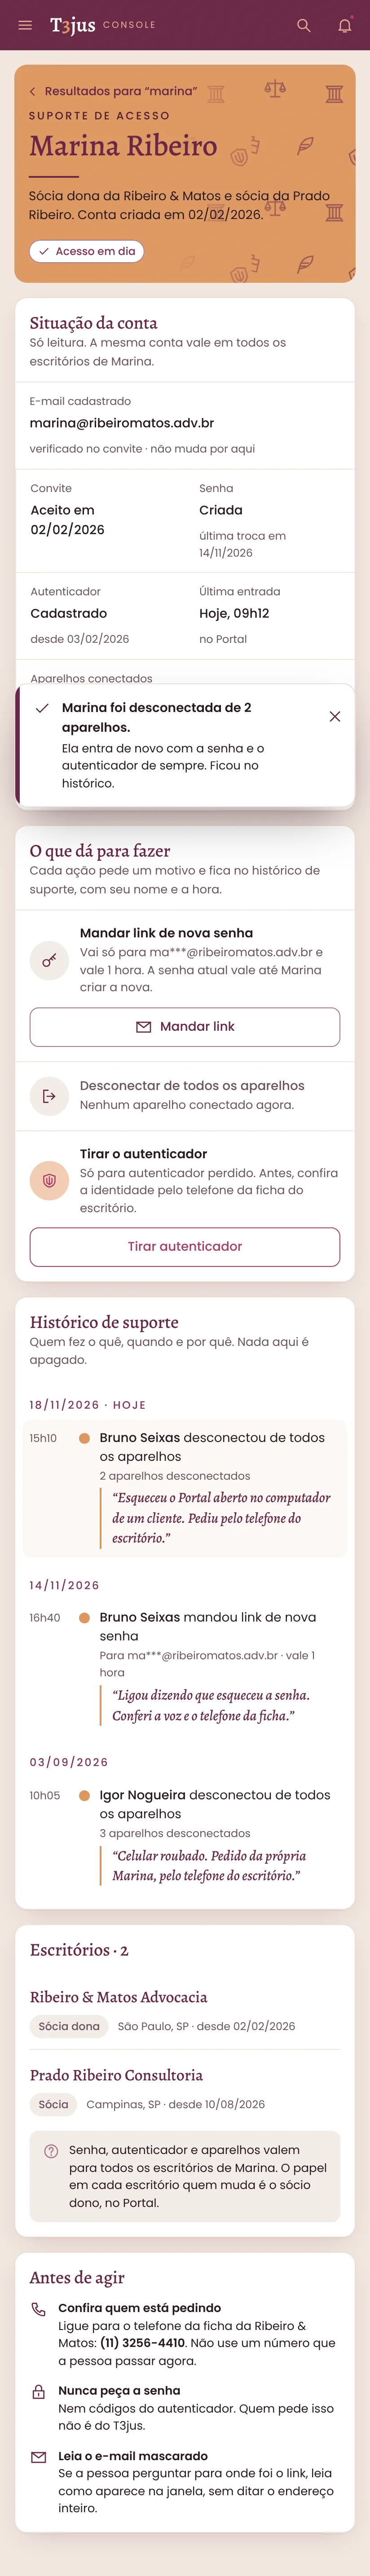 T3jus CONSOLE
Resultados para “marina”
SUPORTE DE ACESSO
Marina Ribeiro
Sócia dona da Ribeiro & Matos e sócia da Prado
Ribeiro. Conta criada em 02/02/2026.
Acesso em dia
Situação da conta
Só leitura. A mesma conta vale em todos os
escritórios de Marina.
E-mail cadastrado
marina@ribeiromatos.adv.br
verificado no convite · não muda por aqui
Convite
Aceito em
02/02/2026
Senha
Criada
última troca em
14/11/2026
Autenticador
Cadastrado
desde 03/02/2026
Última entrada
Hoje, 09h12
no Portal
Aparelhos conectados
Marina foi desconectada de 2
aparelhos.
Ela entra de novo com a senha e o
autenticador de sempre. Ficou no
histórico.
O que dá para fazer
Cada ação pede um motivo e fica no histórico de
suporte, com seu nome e a hora.
Mandar link de nova senha
Vai só para ma***@ribeiromatos.adv.br e
vale 1 hora. A senha atual vale até Marina
criar a nova.
Mandar link
Desconectar de todos os aparelhos
Nenhum aparelho conectado agora.
Tirar o autenticador
Só para autenticador perdido. Antes, confira
a identidade pelo telefone da ficha do
escritório.
Tirar autenticador
Histórico de suporte
Quem fez o quê, quando e por quê. Nada aqui é
apagado.
18/11/2026 · HOJE
15h10
Bruno Seixas desconectou de todos
os aparelhos
2 aparelhos desconectados
“Esqueceu o Portal aberto no computador
de um cliente. Pediu pelo telefone do
escritório.”
14/11/2026
16h40
Bruno Seixas mandou link de nova
senha
Para ma***@ribeiromatos.adv.br · vale 1
hora
“Ligou dizendo que esqueceu a senha.
Conferi a voz e o telefone da ficha.”
03/09/2026
10h05
Igor Nogueira desconectou de todos
os aparelhos
3 aparelhos desconectados
“Celular roubado. Pedido da própria
Marina, pelo telefone do escritório.”
Escritórios · 2
Ribeiro & Matos Advocacia
Sócia dona São Paulo, SP · desde 02/02/2026
Prado Ribeiro Consultoria
Sócia Campinas, SP · desde 10/08/2026
Senha, autenticador e aparelhos valem
para todos os escritórios de Marina. O papel
em cada escritório quem muda é o sócio
dono, no Portal.
Antes de agir
Confira quem está pedindo
Ligue para o telefone da ficha da Ribeiro &
Matos: (11) 3256-4410. Não use um número que
a pessoa passar agora.
Nunca peça a senha
Nem códigos do autenticador. Quem pede isso
não é do T3jus.
Leia o e-mail mascarado
Se a pessoa perguntar para onde foi o link, leia
como aparece na janela, sem ditar o endereço
inteiro.